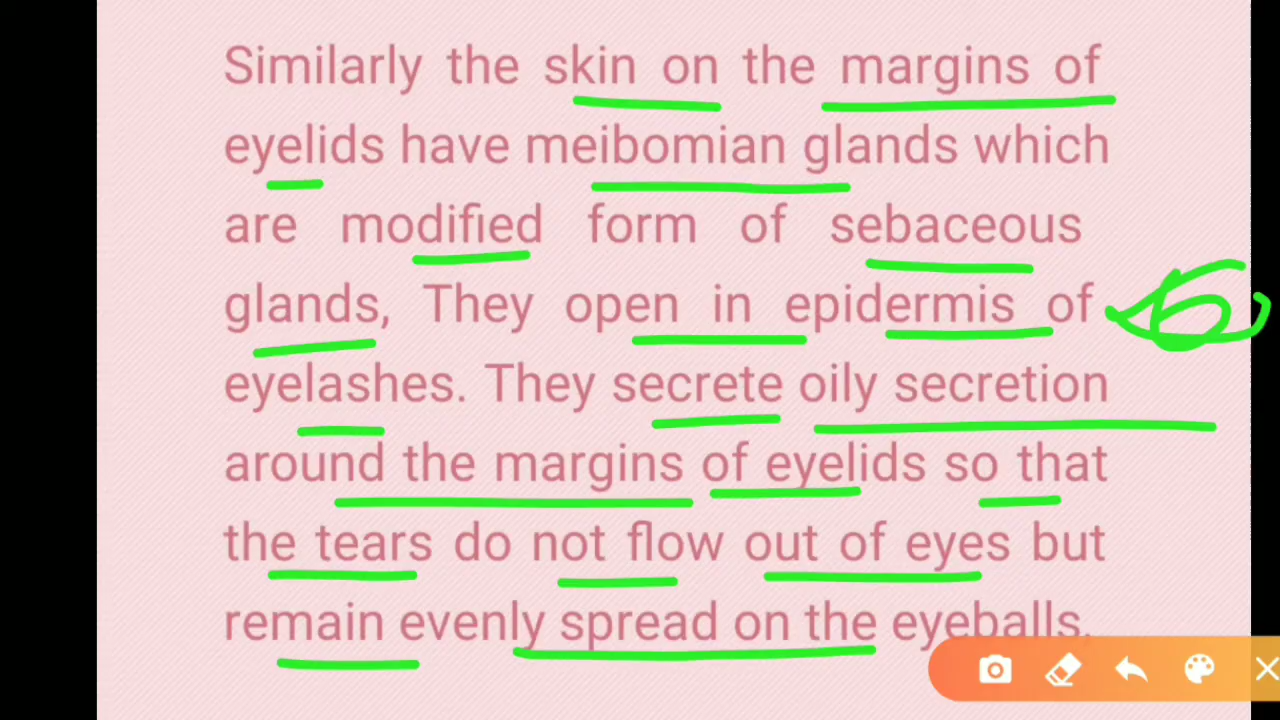 Similarly the skin on the margins of
eyelids have meibomian glands which
are modified form of sebaceous
glands, They open in epidermis of
eyelashes. They secrete oily secretion
around the margins of eyelids so that
the tears do not flow out of eyes but
remain evenly spread on the eyeballs.